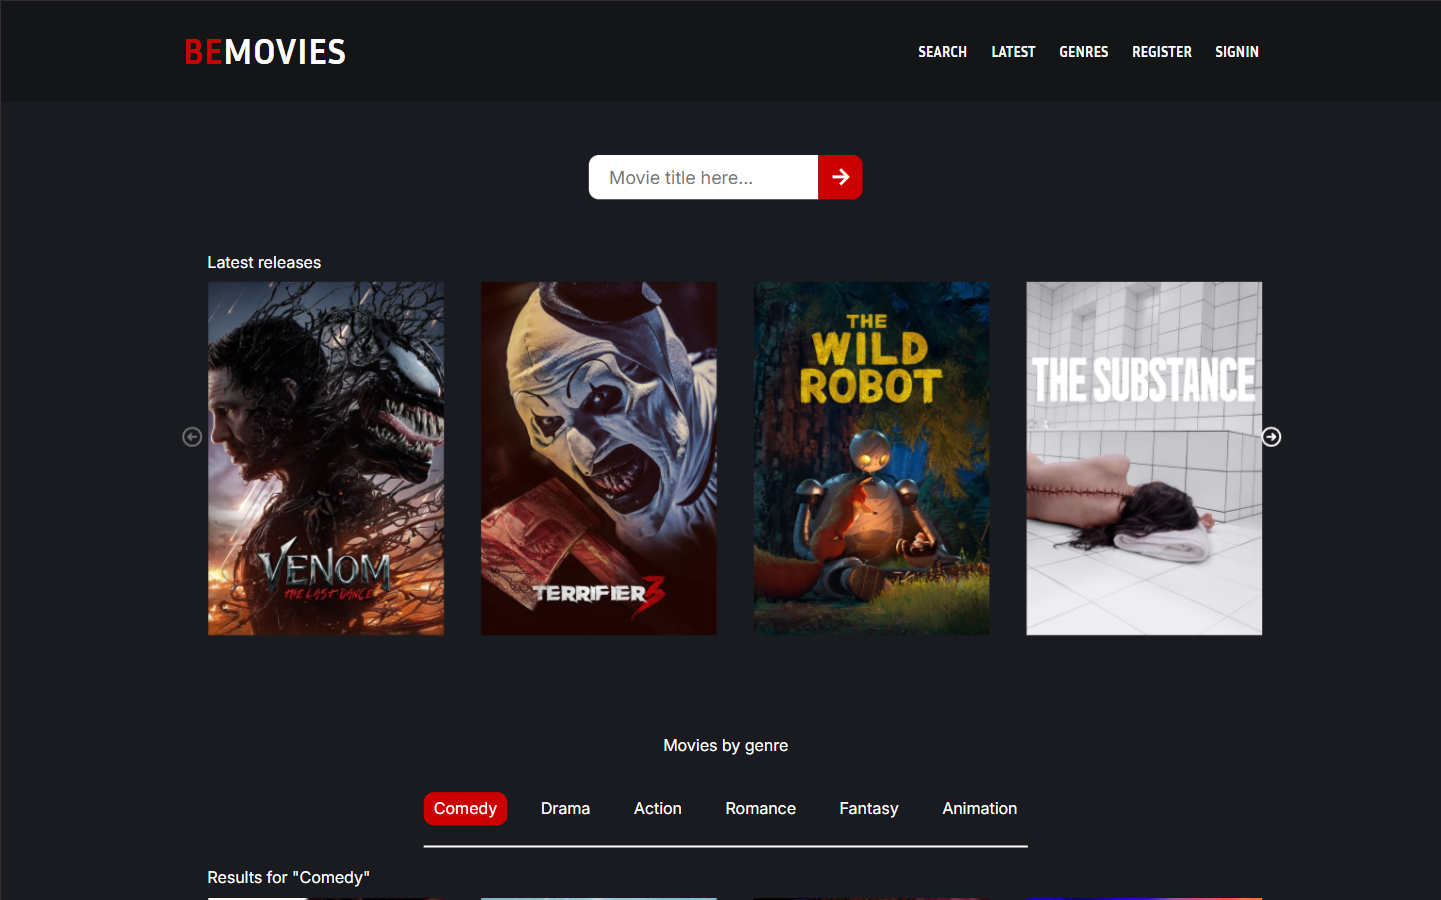 BEMOVIES
SEARCH LATEST GENRES REGISTER SIGNIN
Movie title here...
Latest releases
VENOM
THE LAST DANCE
TERRIFIER 3
THE
WILD
ROBOT
THE SUBSTANCE
Movies by genre
Comedy Drama Action Romance Fantasy Animation
Results for "Comedy"